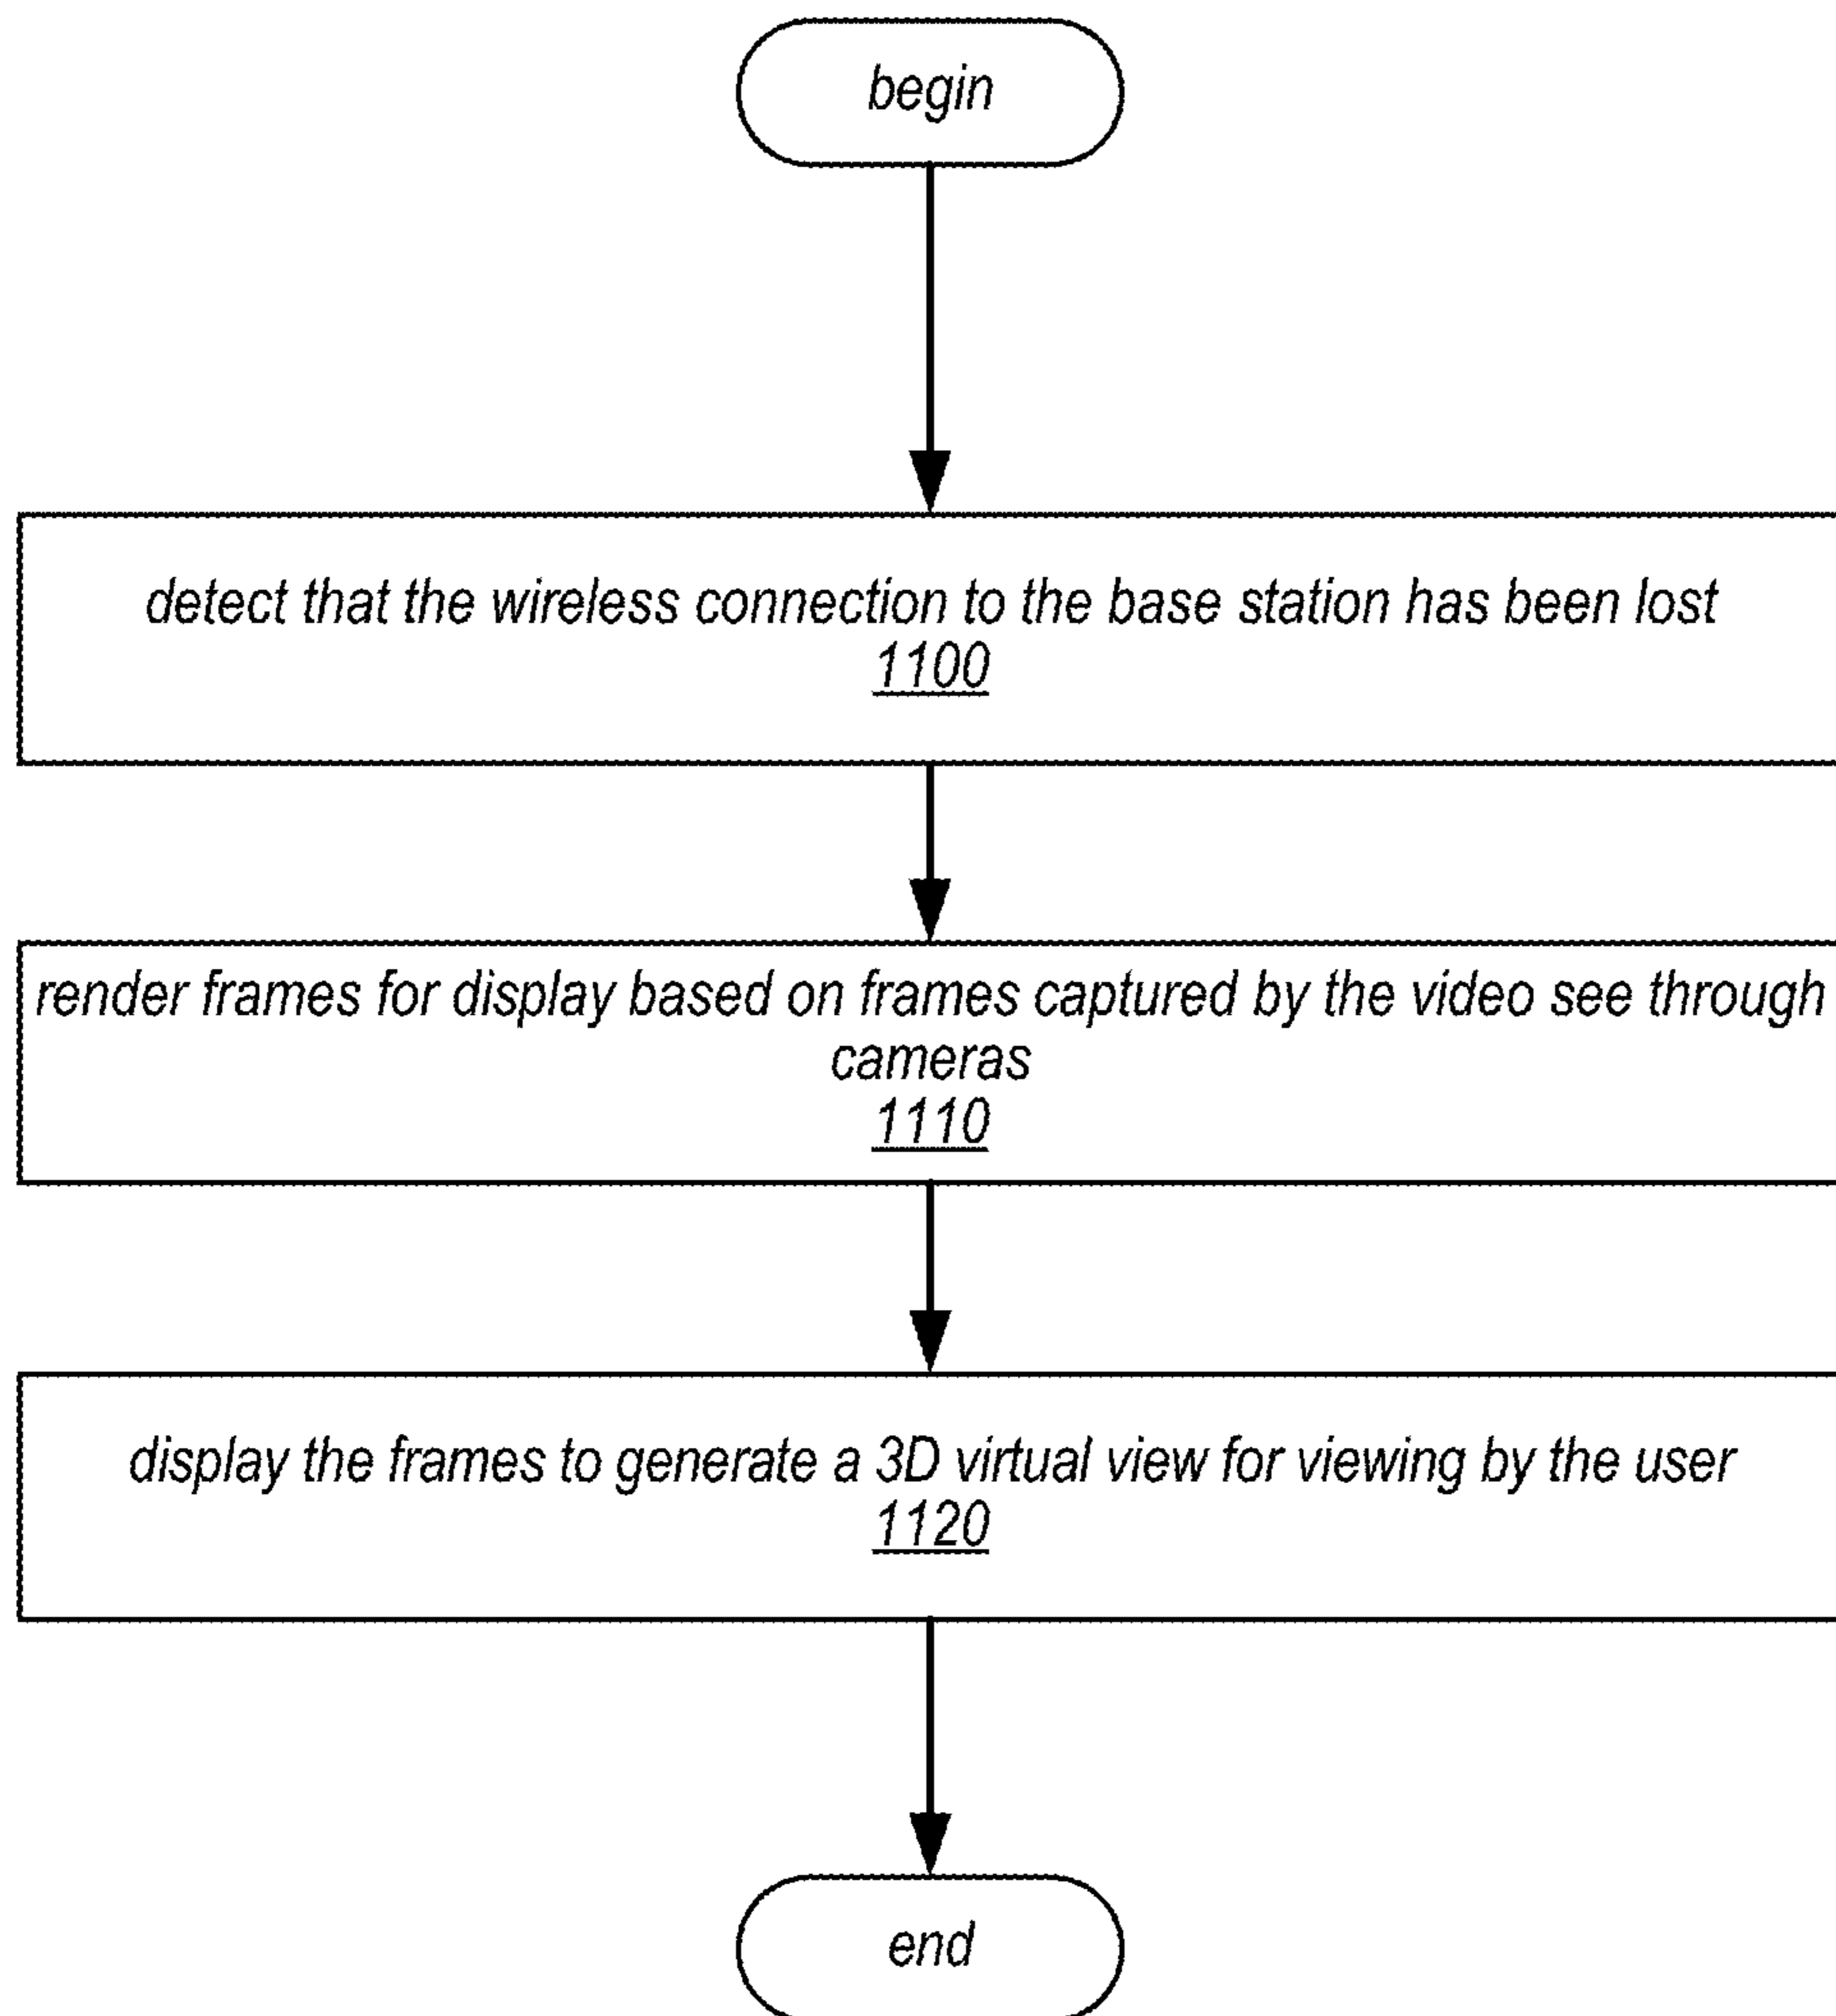 begin
detect that the wireless connection to the base station has been lost
1100
render frames for display based on frames captured by the video see through
cameras
1110
display the frames to generate a 3D virtual view for viewing by the user
1120
end